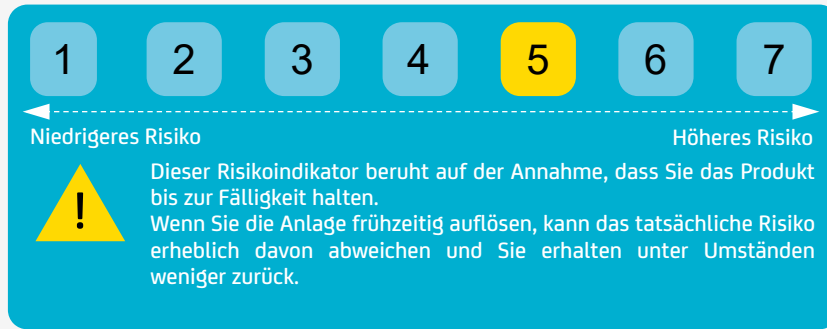 1 2 3 4 5 6 7
Niedrigeres Risiko Höheres Risiko
Dieser Risikoindikator beruht auf der Annahme, dass Sie das Produkt
bis zur Fälligkeit halten.
Wenn Sie die Anlage frühzeitig auflösen, kann das tatsächliche Risiko
erheblich davon abweichen und Sie erhalten unter Umständen
weniger zurück.
!